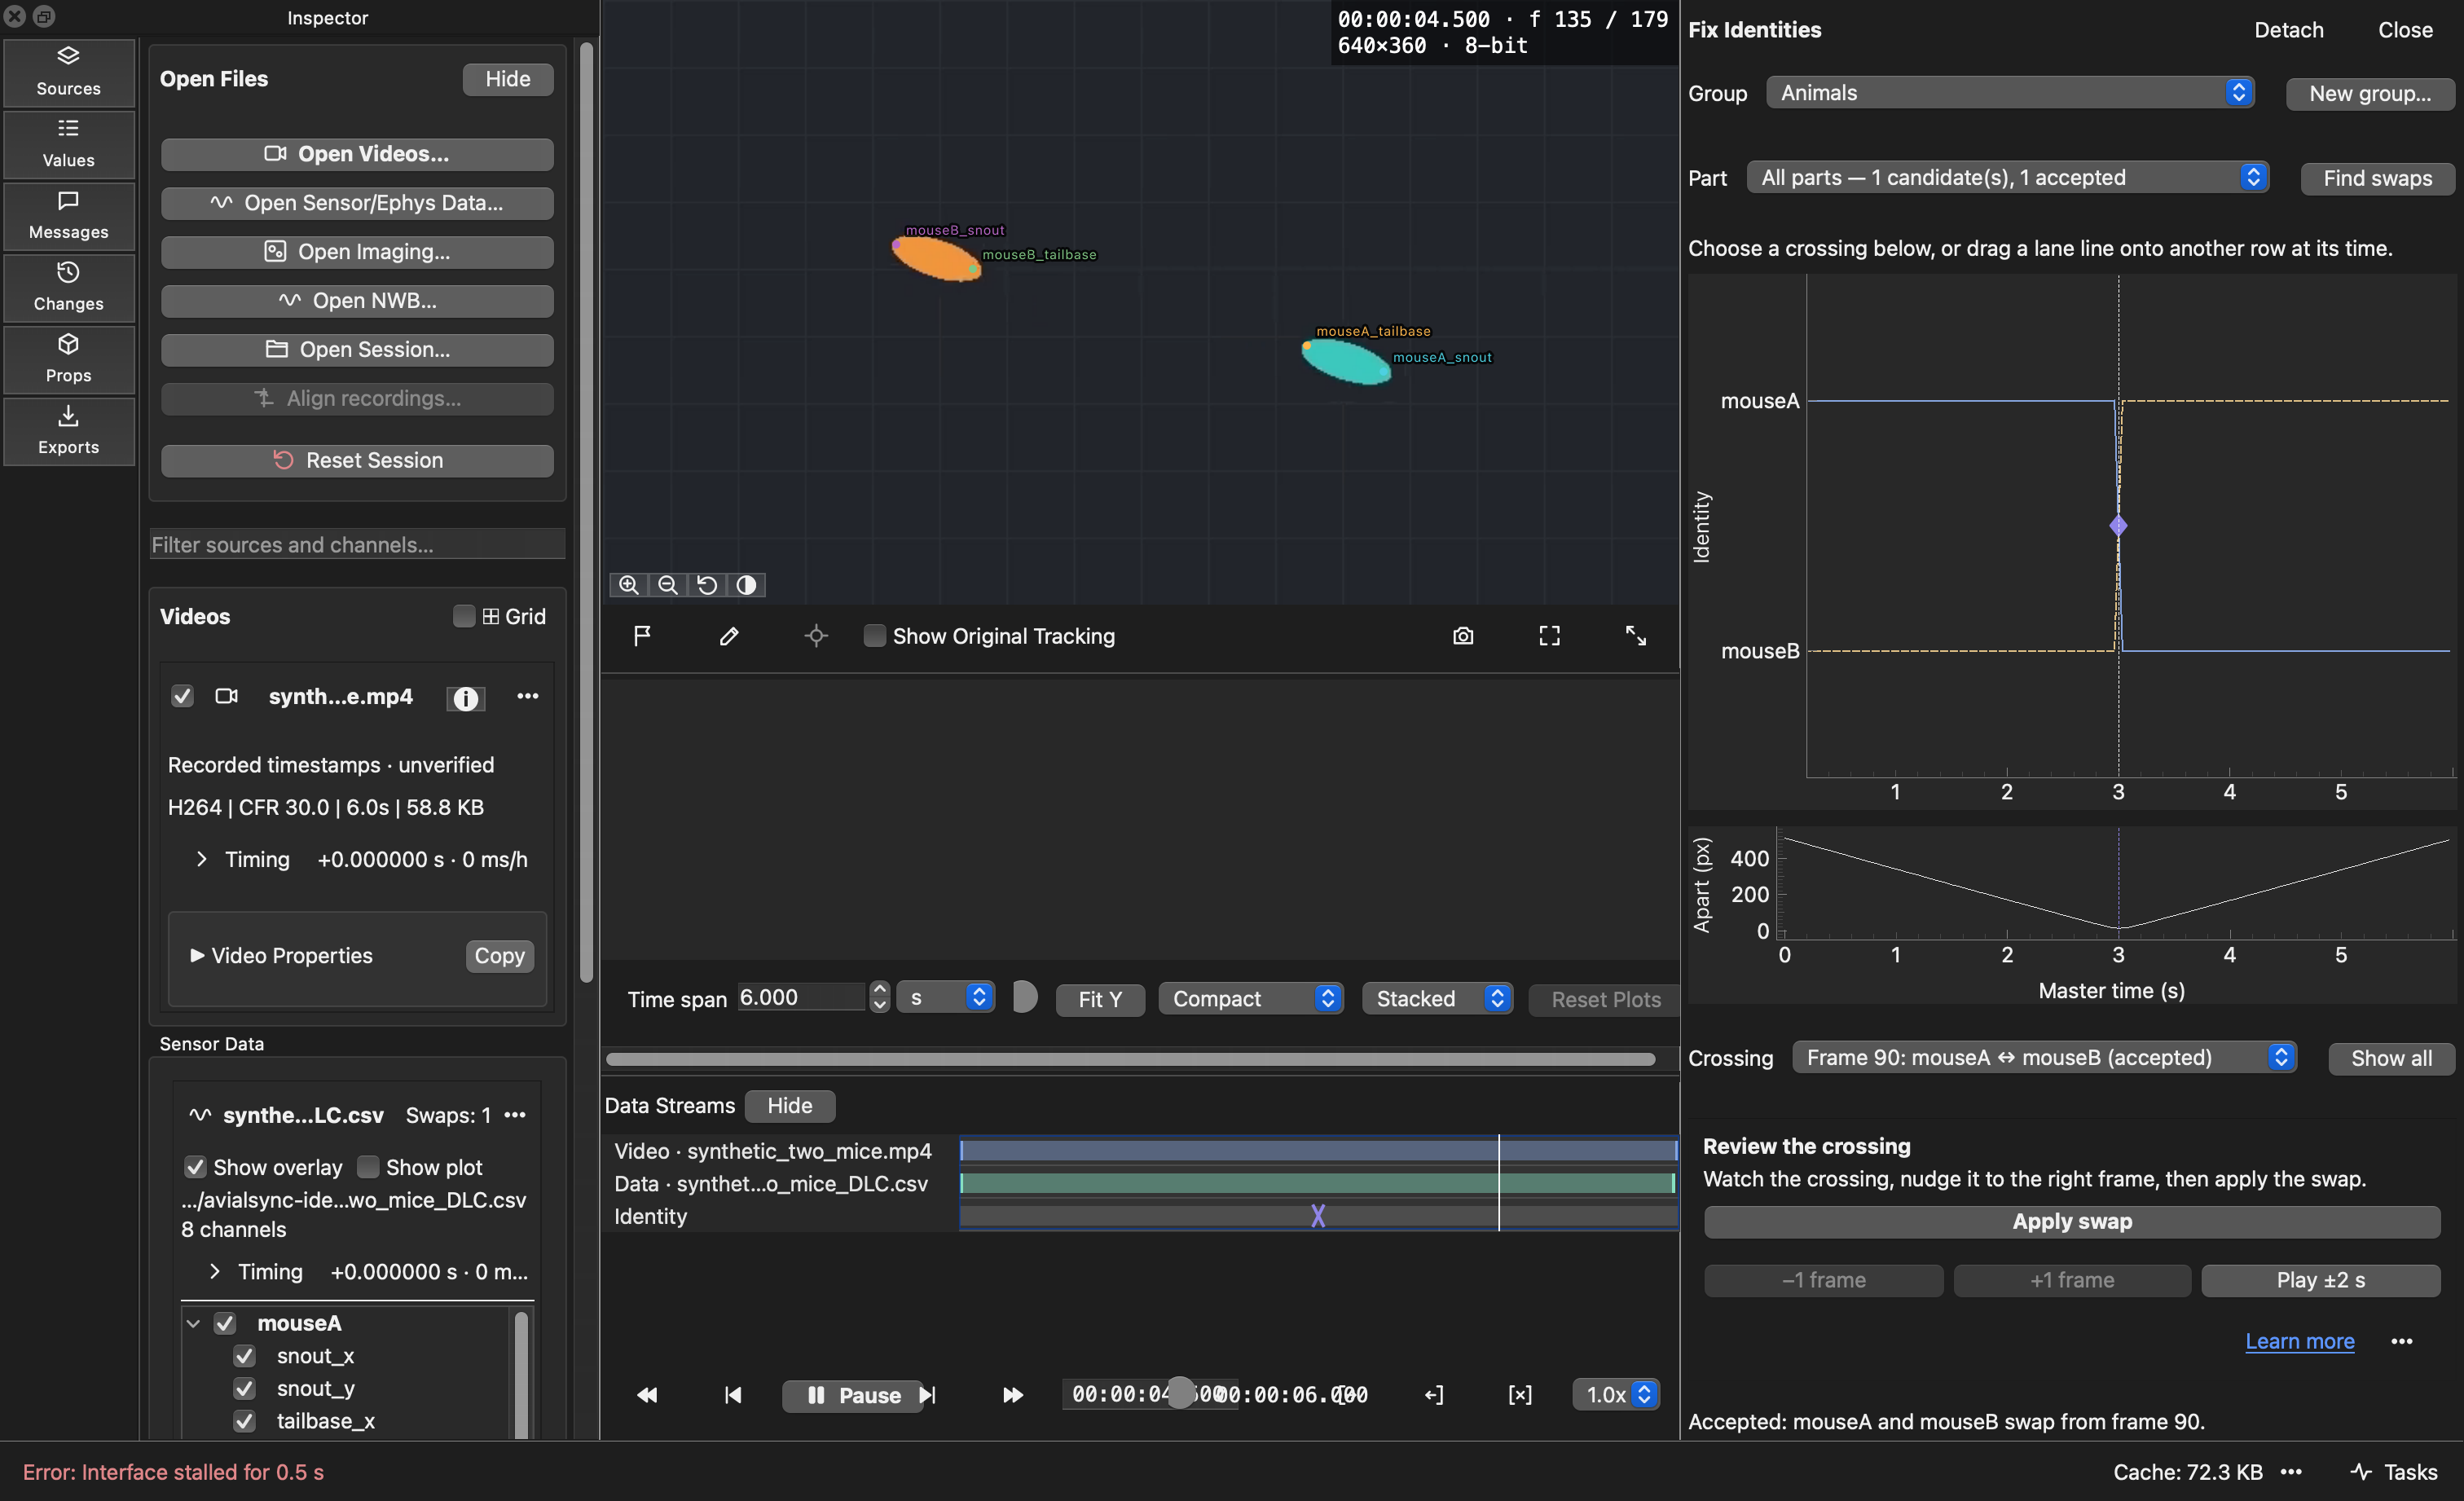 Inspector
Sources
Values
Messages
Changes
Props
Exports
Open Files
Hide
Open Videos...
Open Sensor/Ephys Data...
Open Imaging...
Open NWB...
Open Session...
Align recordings...
Reset Session
Filter sources and channels...
Videos
Grid
synth...e.mp4
Recorded timestamps · unverified
H264 | CFR 30.0 | 6.0s | 58.8 KB
Timing +0.000000 s · 0 ms/h
Video Properties
Copy
Sensor Data
synthe...LC.csv Swaps: 1
Show overlay Show plot
.../avialsync-ide...wo_mice_DLC.csv
8 channels
Timing +0.000000 s · 0 m...
mouseA
snout_x
snout_y
tailbase_x
00:00:04.500 · f 135 / 179
640×360 · 8-bit
mouseB_snout
mouseB_tailbase
mouseA_tailbase
mouseA_snout
Show Original Tracking
Time span 6.000 s Fit Y Compact Stacked Reset Plots
Data Streams Hide
Video · synthetic_two_mice.mp4
Data · synthet...o_mice_DLC.csv
Identity
Pause
00:00:06.000
1.0x
Fix Identities
Detach
Close
Group Animals New group...
Part All parts — 1 candidate(s), 1 accepted Find swaps
Choose a crossing below, or drag a lane line onto another row at its time.
mouseA
Identity
mouseB
1 2 3 4 5
Apart (px)
400
200
0
0 1 2 3 4 5
Master time (s)
Crossing Frame 90: mouseA ↔ mouseB (accepted) Show all
Review the crossing
Watch the crossing, nudge it to the right frame, then apply the swap.
Apply swap
−1 frame
+1 frame
Play ±2 s
Learn more
Accepted: mouseA and mouseB swap from frame 90.
Error: Interface stalled for 0.5 s
Cache: 72.3 KB
Tasks